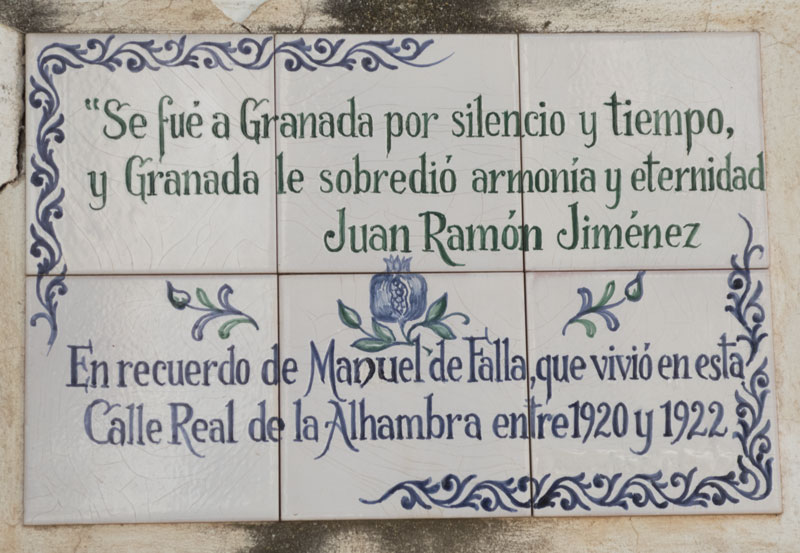 "Se fué a Granada por silencio y tiempo,
y Granada le sobredió armonía y eternidad
Juan Ramón Jiménez
En recuerdo de Manuel de Falla, que vivió en esta
Calle Real de la Alhambra entre 1920 y 1922